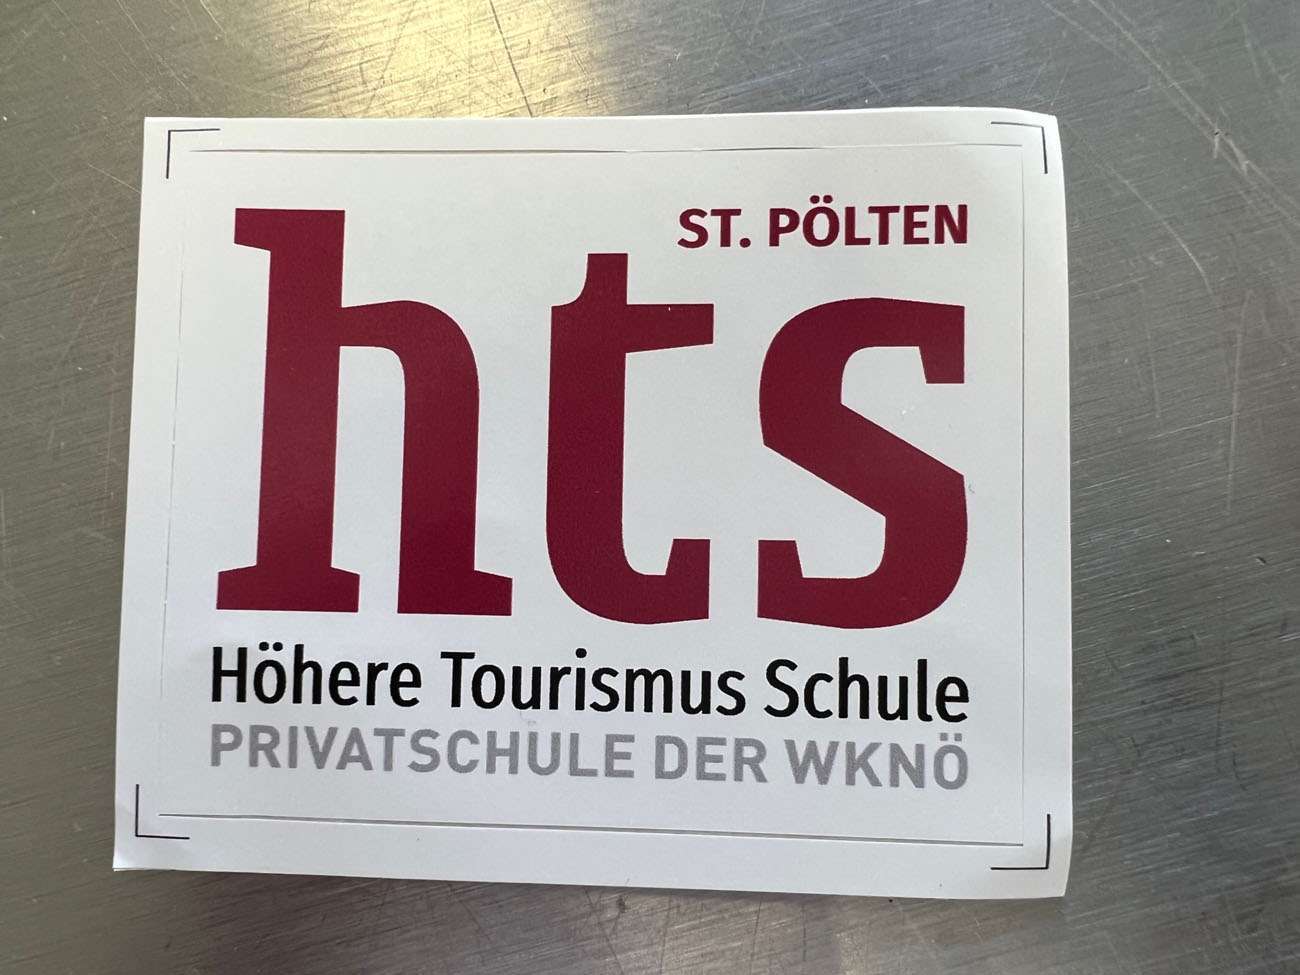 ST. PÖLTEN
hts
Höhere Tourismus Schule
PRIVATSCHULE DER WKNÖ